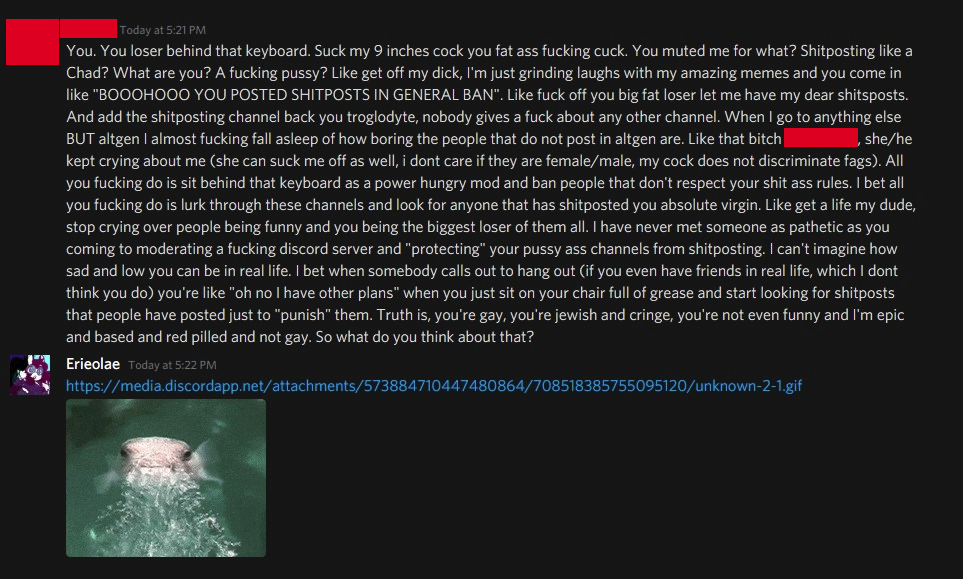 Today at 5:21 PM
You. You loser behind that keyboard. Suck my 9 inches cock you fat ass fucking cuck. You muted me for what? Shitposting like a
Chad? What are you? A fucking pussy? Like get off my dick, I'm just grinding laughs with my amazing memes and you come in
like "BOOOHOOO YOU POSTED SHITPOSTS IN GENERAL BAN". Like fuck off you big fat loser let me have my dear shitsposts.
And add the shitposting channel back you troglodyte, nobody gives a fuck about any other channel. When I go to anything else
BUT altgen I almost fucking fall asleep of how boring the people that do not post in altgen are. Like that bitch , she/he
kept crying about me (she can suck me off as well, i dont care if they are female/male, my cock does not discriminate fags). All
you fucking do is sit behind that keyboard as a power hungry mod and ban people that don't respect your shit ass rules. I bet all
you fucking do is lurk through these channels and look for anyone that has shitposted you absolute virgin. Like get a life my dude,
stop crying over people being funny and you being the biggest loser of them all. I have never met someone as pathetic as you
coming to moderating a fucking discord server and "protecting" your pussy ass channels from shitposting. I can't imagine how
sad and low you can be in real life. I bet when somebody calls out to hang out (if you even have friends in real life, which I dont
think you do) you're like "oh no I have other plans" when you just sit on your chair full of grease and start looking for shitposts
that people have posted just to "punish" them. Truth is, you're gay, you're jewish and cringe, you're not even funny and I'm epic
and based and red pilled and not gay. So what do you think about that?
Erieolae Today at 5:22 PM
https://media.discordapp.net/attachments/573884710447480864/708518385755095120/unknown-2-1.gif